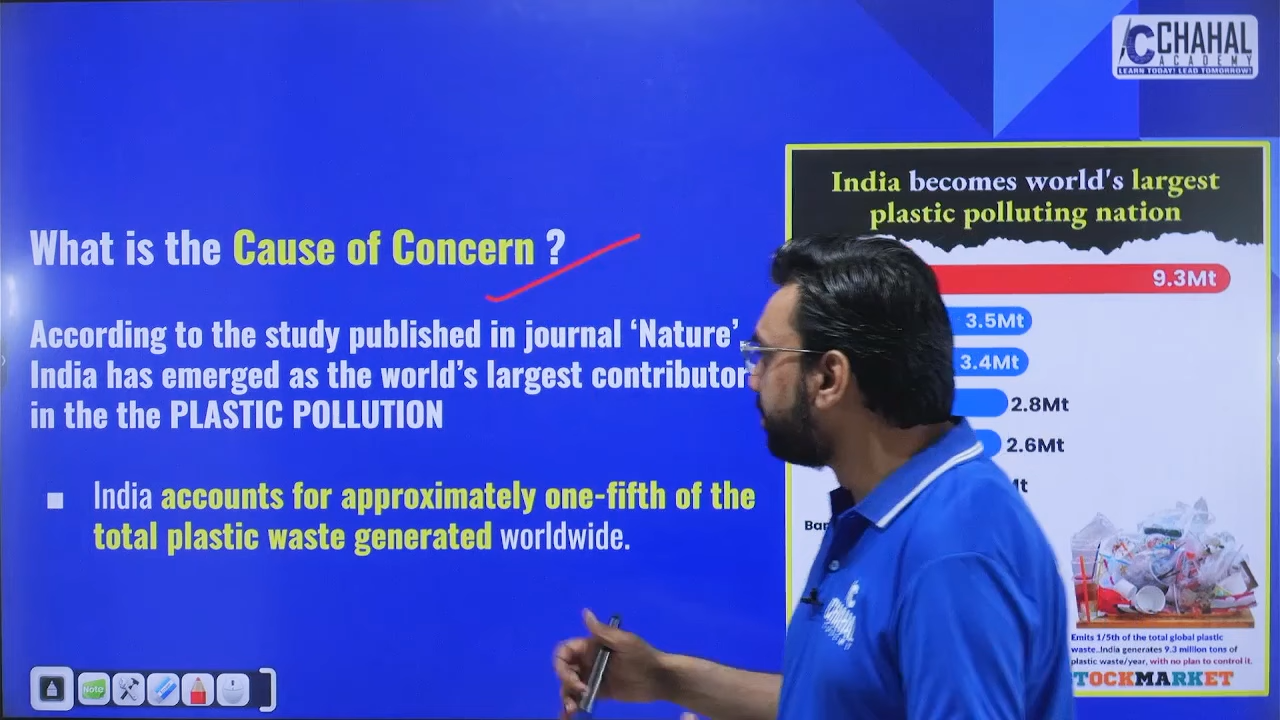 CHAHAL
ACADEMY
LEARN TODAY! LEAD TOMORROW!
India becomes world's largest
plastic polluting nation
What is the Cause of Concern ?
9.3Mt
According to the study published in journal ‘Nature’,
3.5Mt
India has emerged as the world’s largest contributor
3.4Mt
in the the PLASTIC POLLUTION
2.8Mt
2.6Mt
India accounts for approximately one-fifth of the
total plastic waste generated worldwide.
CHAHAL
Emits 1/5th of the total global plastic
waste..India generates 9.3 million tons of
plastic waste/year, with no plan to control it.
Note